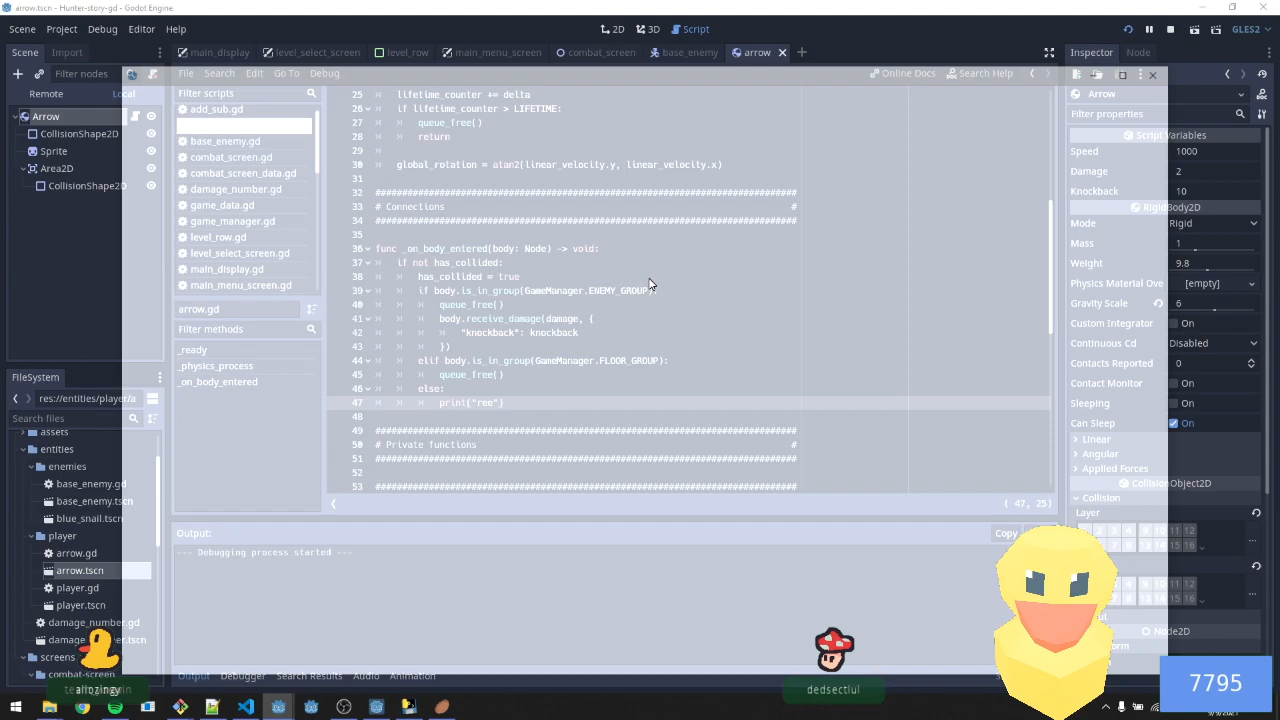 arrow.tscn - Hunter-story-gd - Godot Engine
Scene Project Debug Editor Help
2D 3D Script
GLES2
Scene Import
main_display level_select_screen level_row main_menu_screen combat_screen base_enemy arrow
Inspector Node
Filter nodes
File Search Edit Go To Debug
Online Docs Search Help
Remote Local
Arrow
CollisionShape2D
Sprite
Area2D
CollisionShape2D
Filter scripts
add_sub.gd
base_enemy.gd
combat_screen.gd
combat_screen_data.gd
damage_number.gd
game_data.gd
game_manager.gd
level_row.gd
level_select_screen.gd
main_display.gd
main_menu_screen.gd
arrow.gd
Filter methods
_ready
_physics_process
_on_body_entered
25 lifetime_counter += delta
26 if lifetime_counter > LIFETIME:
27 queue_free()
28 return
29
30 global_rotation = atan2(linear_velocity.y, linear_velocity.x)
31
32 ###############################################################################
33 # Connections #
34 ###############################################################################
35
36 func _on_body_entered(body: Node) -> void:
37 if not has_collided:
38 has_collided = true
39 if body.is_in_group(GameManager.ENEMY_GROUP):
40 queue_free()
41 body.receive_damage(damage, {
42 "knockback": knockback
43 })
44 elif body.is_in_group(GameManager.FLOOR_GROUP):
45 queue_free()
46 else:
47 print("ree")
48
49 ###############################################################################
50 # Private functions #
51 ###############################################################################
52
53 ###############################################################################
( 47, 25)
FileSystem
res://entities/player/a
Search files
assets
entities
enemies
base_enemy.gd
base_enemy.tscn
blue_snail.tscn
player
arrow.gd
arrow.tscn
player.gd
player.tscn
damage_number.gd
screens
combat-screen
Output:
Copy
--- Debugging process started ---
Output Debugger Search Results Audio Animation
Arrow
Filter properties
Script Variables
Speed 1000
Damage 2
Knockback 10
RigidBody2D
Mode Rigid
Mass 1
Weight 9.8
Physics Material Ove [empty]
Gravity Scale 6
Custom Integrator On
Continuous Cd Disabled
Contacts Reported 0
Contact Monitor On
Sleeping On
Can Sleep On
Linear
Angular
Applied Forces
CollisionObject2D
Collision
Layer
Node2D
dedsectlul
7795